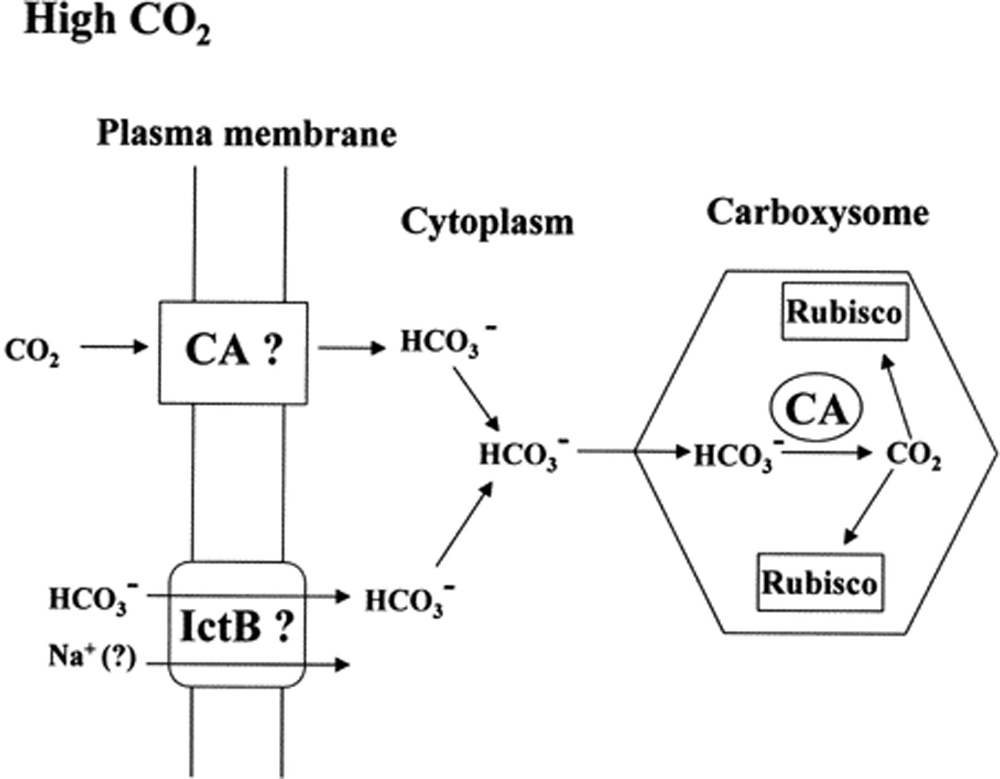 High CO₂
Plasma membrane
Cytoplasm
Carboxysome
Rubisco
CO₂
CA ?
HCO₃⁻
CA
HCO₃⁻
HCO₃⁻
CO₂
HCO₃⁻
IctB ?
HCO₃⁻
Na⁺ (?)
Rubisco